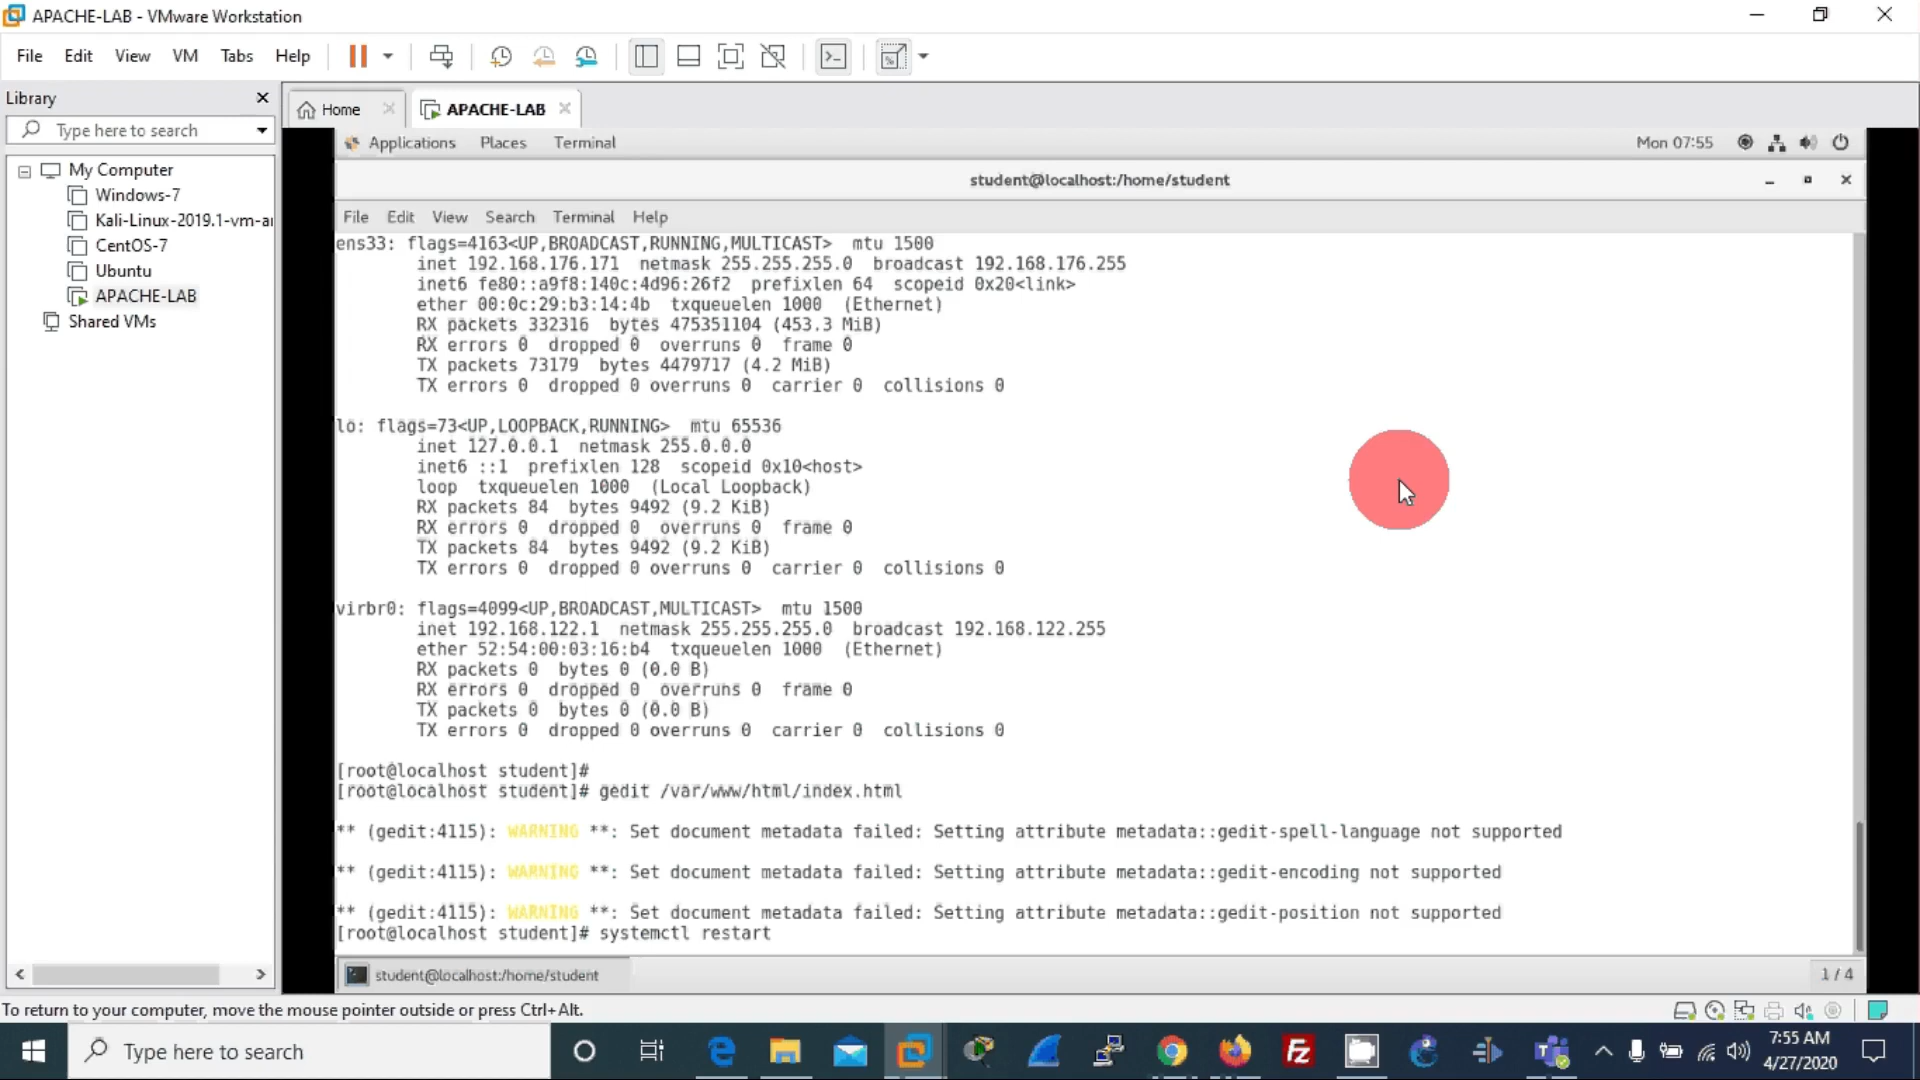 APACHE-LAB - VMware Workstation
File Edit View VM Tabs Help
Library
Type here to search
My Computer
Windows-7
Kali-Linux-2019.1-vm-a
CentOS-7
Ubuntu
APACHE-LAB
Shared VMs
Home APACHE-LAB
Applications Places Terminal Mon 07:55
student@localhost:/home/student
File Edit View Search Terminal Help
ens33: flags=4163<UP,BROADCAST,RUNNING,MULTICAST> mtu 1500
inet 192.168.176.171 netmask 255.255.255.0 broadcast 192.168.176.255
inet6 fe80::a9f8:140c:4d96:26f2 prefixlen 64 scopeid 0x20<link>
ether 00:0c:29:b3:14:4b txqueuelen 1000 (Ethernet)
RX packets 332316 bytes 475351104 (453.3 MiB)
RX errors 0 dropped 0 overruns 0 frame 0
TX packets 73179 bytes 4479717 (4.2 MiB)
TX errors 0 dropped 0 overruns 0 carrier 0 collisions 0
lo: flags=73<UP,LOOPBACK,RUNNING> mtu 65536
inet 127.0.0.1 netmask 255.0.0.0
inet6 ::1 prefixlen 128 scopeid 0x10<host>
loop txqueuelen 1000 (Local Loopback)
RX packets 84 bytes 9492 (9.2 KiB)
RX errors 0 dropped 0 overruns 0 frame 0
TX packets 84 bytes 9492 (9.2 KiB)
TX errors 0 dropped 0 overruns 0 carrier 0 collisions 0
virbr0: flags=4099<UP,BROADCAST,MULTICAST> mtu 1500
inet 192.168.122.1 netmask 255.255.255.0 broadcast 192.168.122.255
ether 52:54:00:03:16:b4 txqueuelen 1000 (Ethernet)
RX packets 0 bytes 0 (0.0 B)
RX errors 0 dropped 0 overruns 0 frame 0
TX packets 0 bytes 0 (0.0 B)
TX errors 0 dropped 0 overruns 0 carrier 0 collisions 0
[root@localhost student]#
[root@localhost student]# gedit /var/www/html/index.html
** (gedit:4115): WARNING **: Set document metadata failed: Setting attribute metadata::gedit-spell-language not supported
** (gedit:4115): WARNING **: Set document metadata failed: Setting attribute metadata::gedit-encoding not supported
** (gedit:4115): WARNING **: Set document metadata failed: Setting attribute metadata::gedit-position not supported
[root@localhost student]# systemctl restart
student@localhost:/home/student 1 / 4
To return to your computer, move the mouse pointer outside or press Ctrl+Alt.
Type here to search
7:55 AM
4/27/2020